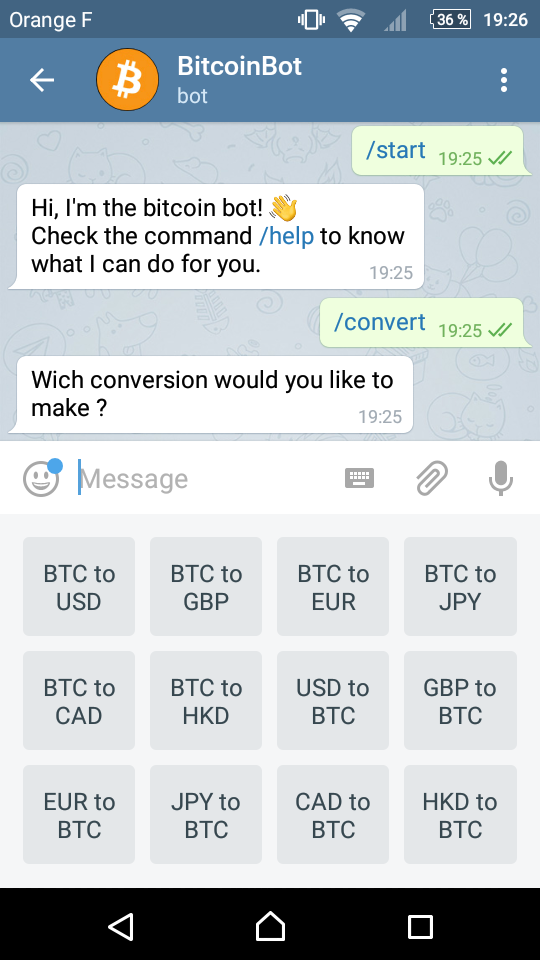 Orange F
36 %
19:26
BitcoinBot
bot
/start
19:25
Hi, I'm the bitcoin bot! 👋
Check the command /help to know
what I can do for you.
19:25
/convert
19:25
Wich conversion would you like to
make ?
19:25
Message
BTC to
USD
BTC to
GBP
BTC to
EUR
BTC to
JPY
BTC to
CAD
BTC to
HKD
USD to
BTC
GBP to
BTC
EUR to
BTC
JPY to
BTC
CAD to
BTC
HKD to
BTC